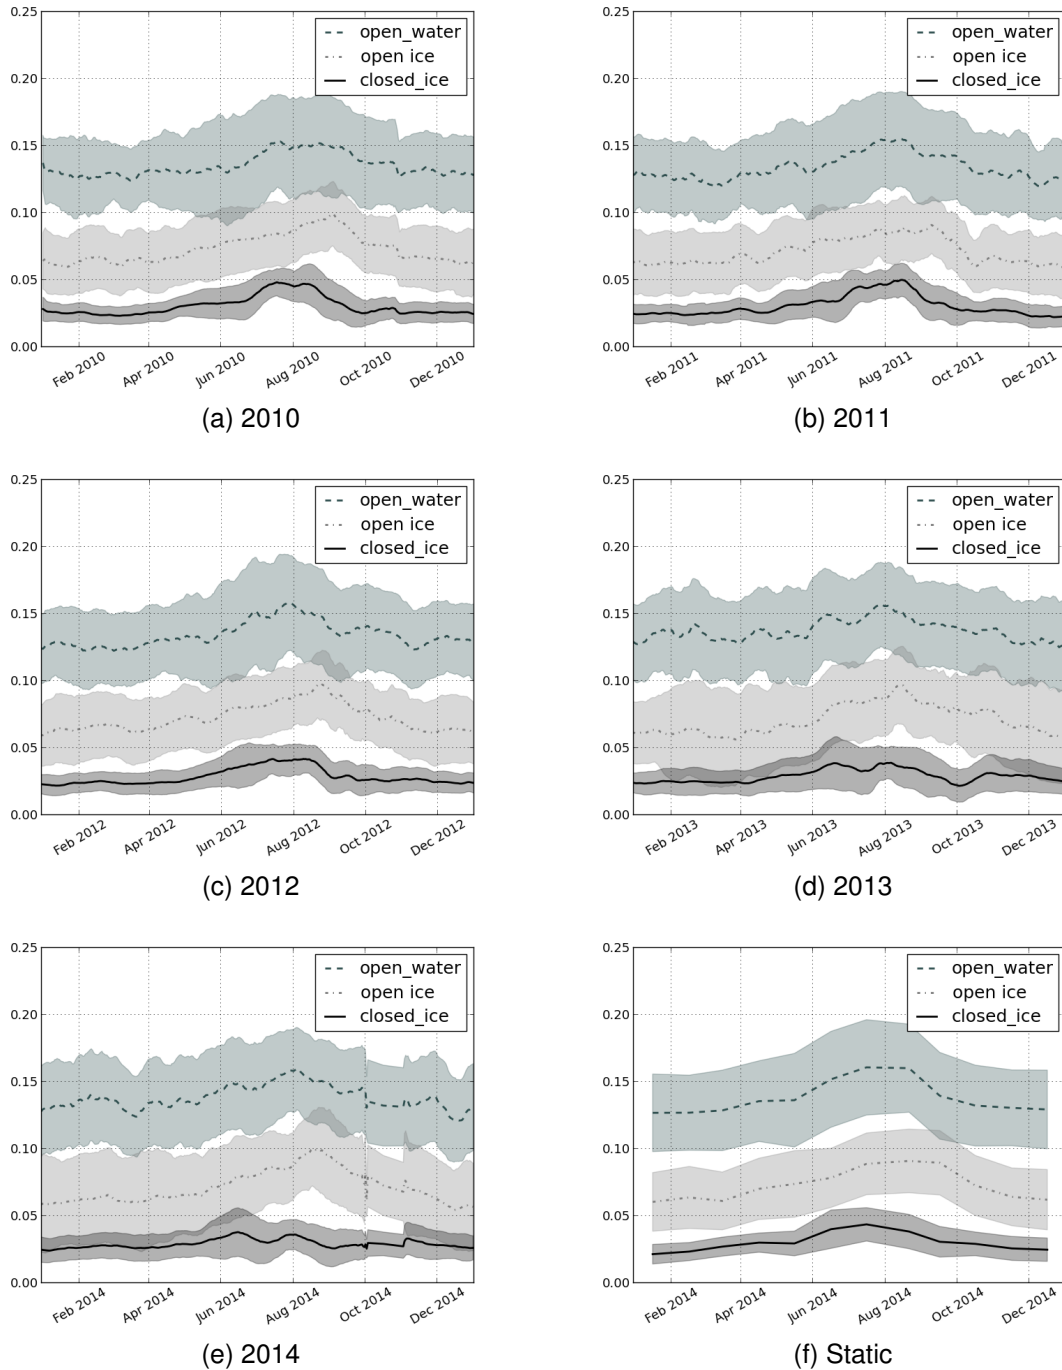 0.25
0.20
0.15
0.10
0.05
0.00
open_water
open ice
closed_ice
Feb 2010
Apr 2010
Jun 2010
Aug 2010
Oct 2010
Dec 2010
(a) 2010
0.25
0.20
0.15
0.10
0.05
0.00
open_water
open ice
closed_ice
Feb 2011
Apr 2011
Jun 2011
Aug 2011
Oct 2011
Dec 2011
(b) 2011
0.25
0.20
0.15
0.10
0.05
0.00
open_water
open ice
closed_ice
Feb 2012
Apr 2012
Jun 2012
Aug 2012
Oct 2012
Dec 2012
(c) 2012
0.25
0.20
0.15
0.10
0.05
0.00
open_water
open ice
closed_ice
Feb 2013
Apr 2013
Jun 2013
Aug 2013
Oct 2013
Dec 2013
(d) 2013
0.25
0.20
0.15
0.10
0.05
0.00
open_water
open ice
closed_ice
Feb 2014
Apr 2014
Jun 2014
Aug 2014
Oct 2014
Dec 2014
(e) 2014
0.25
0.20
0.15
0.10
0.05
0.00
open_water
open ice
closed_ice
Feb 2014
Apr 2014
Jun 2014
Aug 2014
Oct 2014
Dec 2014
(f) Static